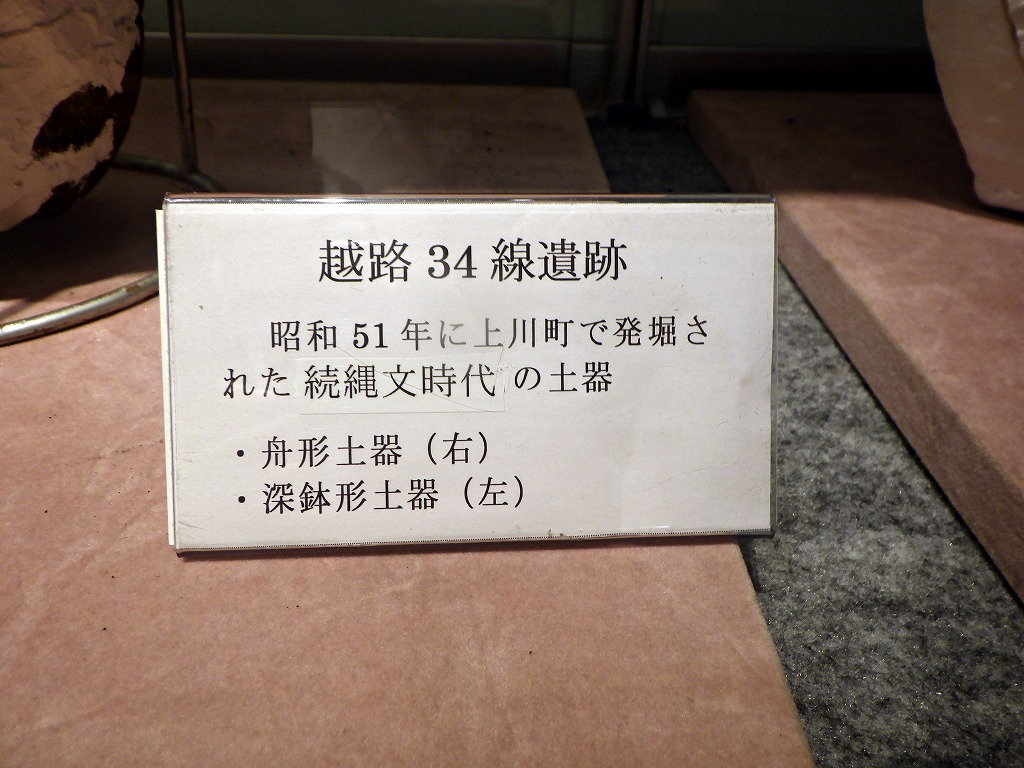 越路 34 線遺跡
昭和 51 年に上川町で発掘さ
れた 続縄文時代 の土器
・舟形土器（右）
・深鉢形土器（左）